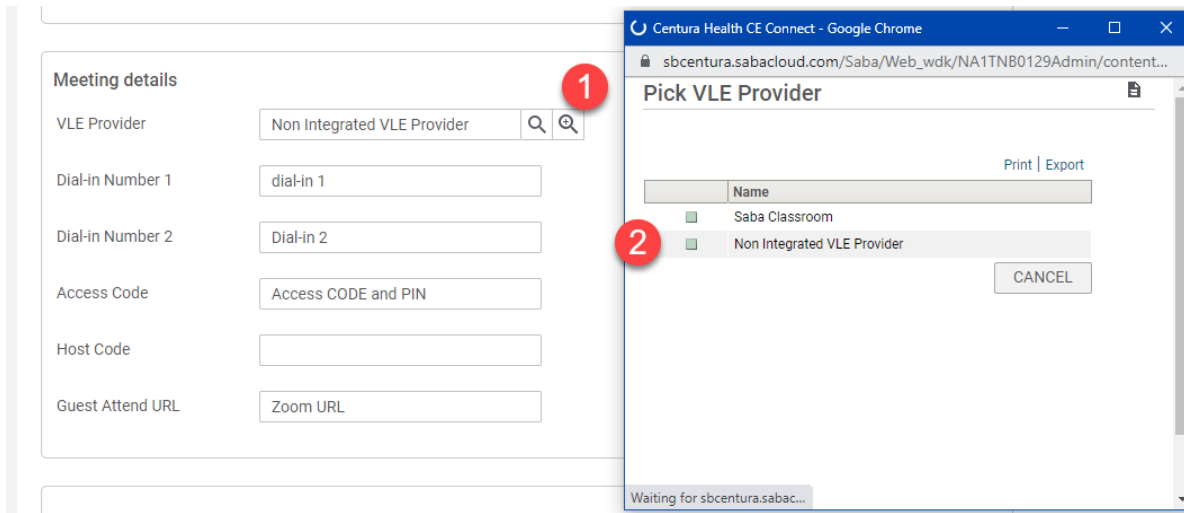 Meeting details
1
VLE Provider
Non Integrated VLE Provider
Dial-in Number 1
dial-in 1
Dial-in Number 2
Dial-in 2
Access Code
Access CODE and PIN
Host Code
Guest Attend URL
Zoom URL
Centura Health CE Connect - Google Chrome
sbcentura.sabacloud.com/Saba/Web_wdk/NA1TNB0129Admin/content...
Pick VLE Provider
Print | Export
Name
Saba Classroom
2
Non Integrated VLE Provider
CANCEL
Waiting for sbcentura.sabac...